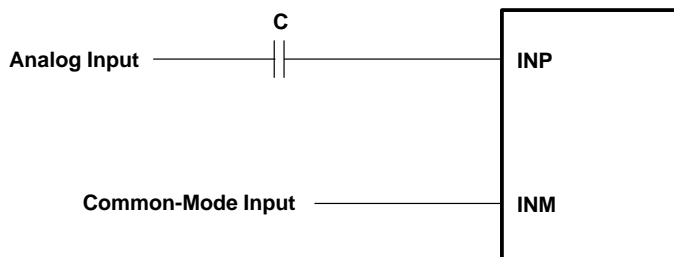 C
Analog Input
INP
Common-Mode Input
INM